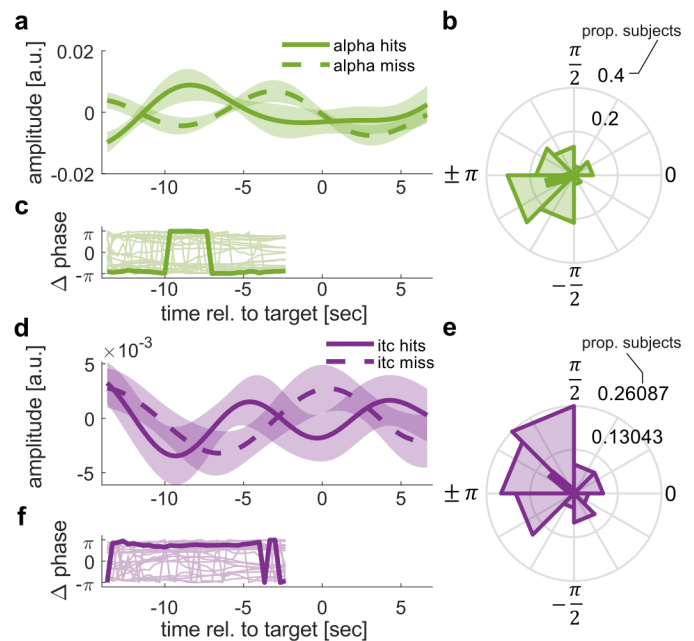 a
0.02
0
-0.02
amplitude [a.u.]
alpha hits
alpha miss
-10
-5
0
5
b
prop. subjects
0.4
0.2
π/2
± π
0
-π/2
c
π
0
-π
Δ phase
-10
-5
0
5
time rel. to target [sec]
d
×10⁻³
5
0
-5
amplitude [a.u.]
itc hits
itc miss
-10
-5
0
5
e
prop. subjects
0.26087
0.13043
π/2
± π
0
-π/2
f
π
0
-π
Δ phase
-10
-5
0
5
time rel. to target [sec]